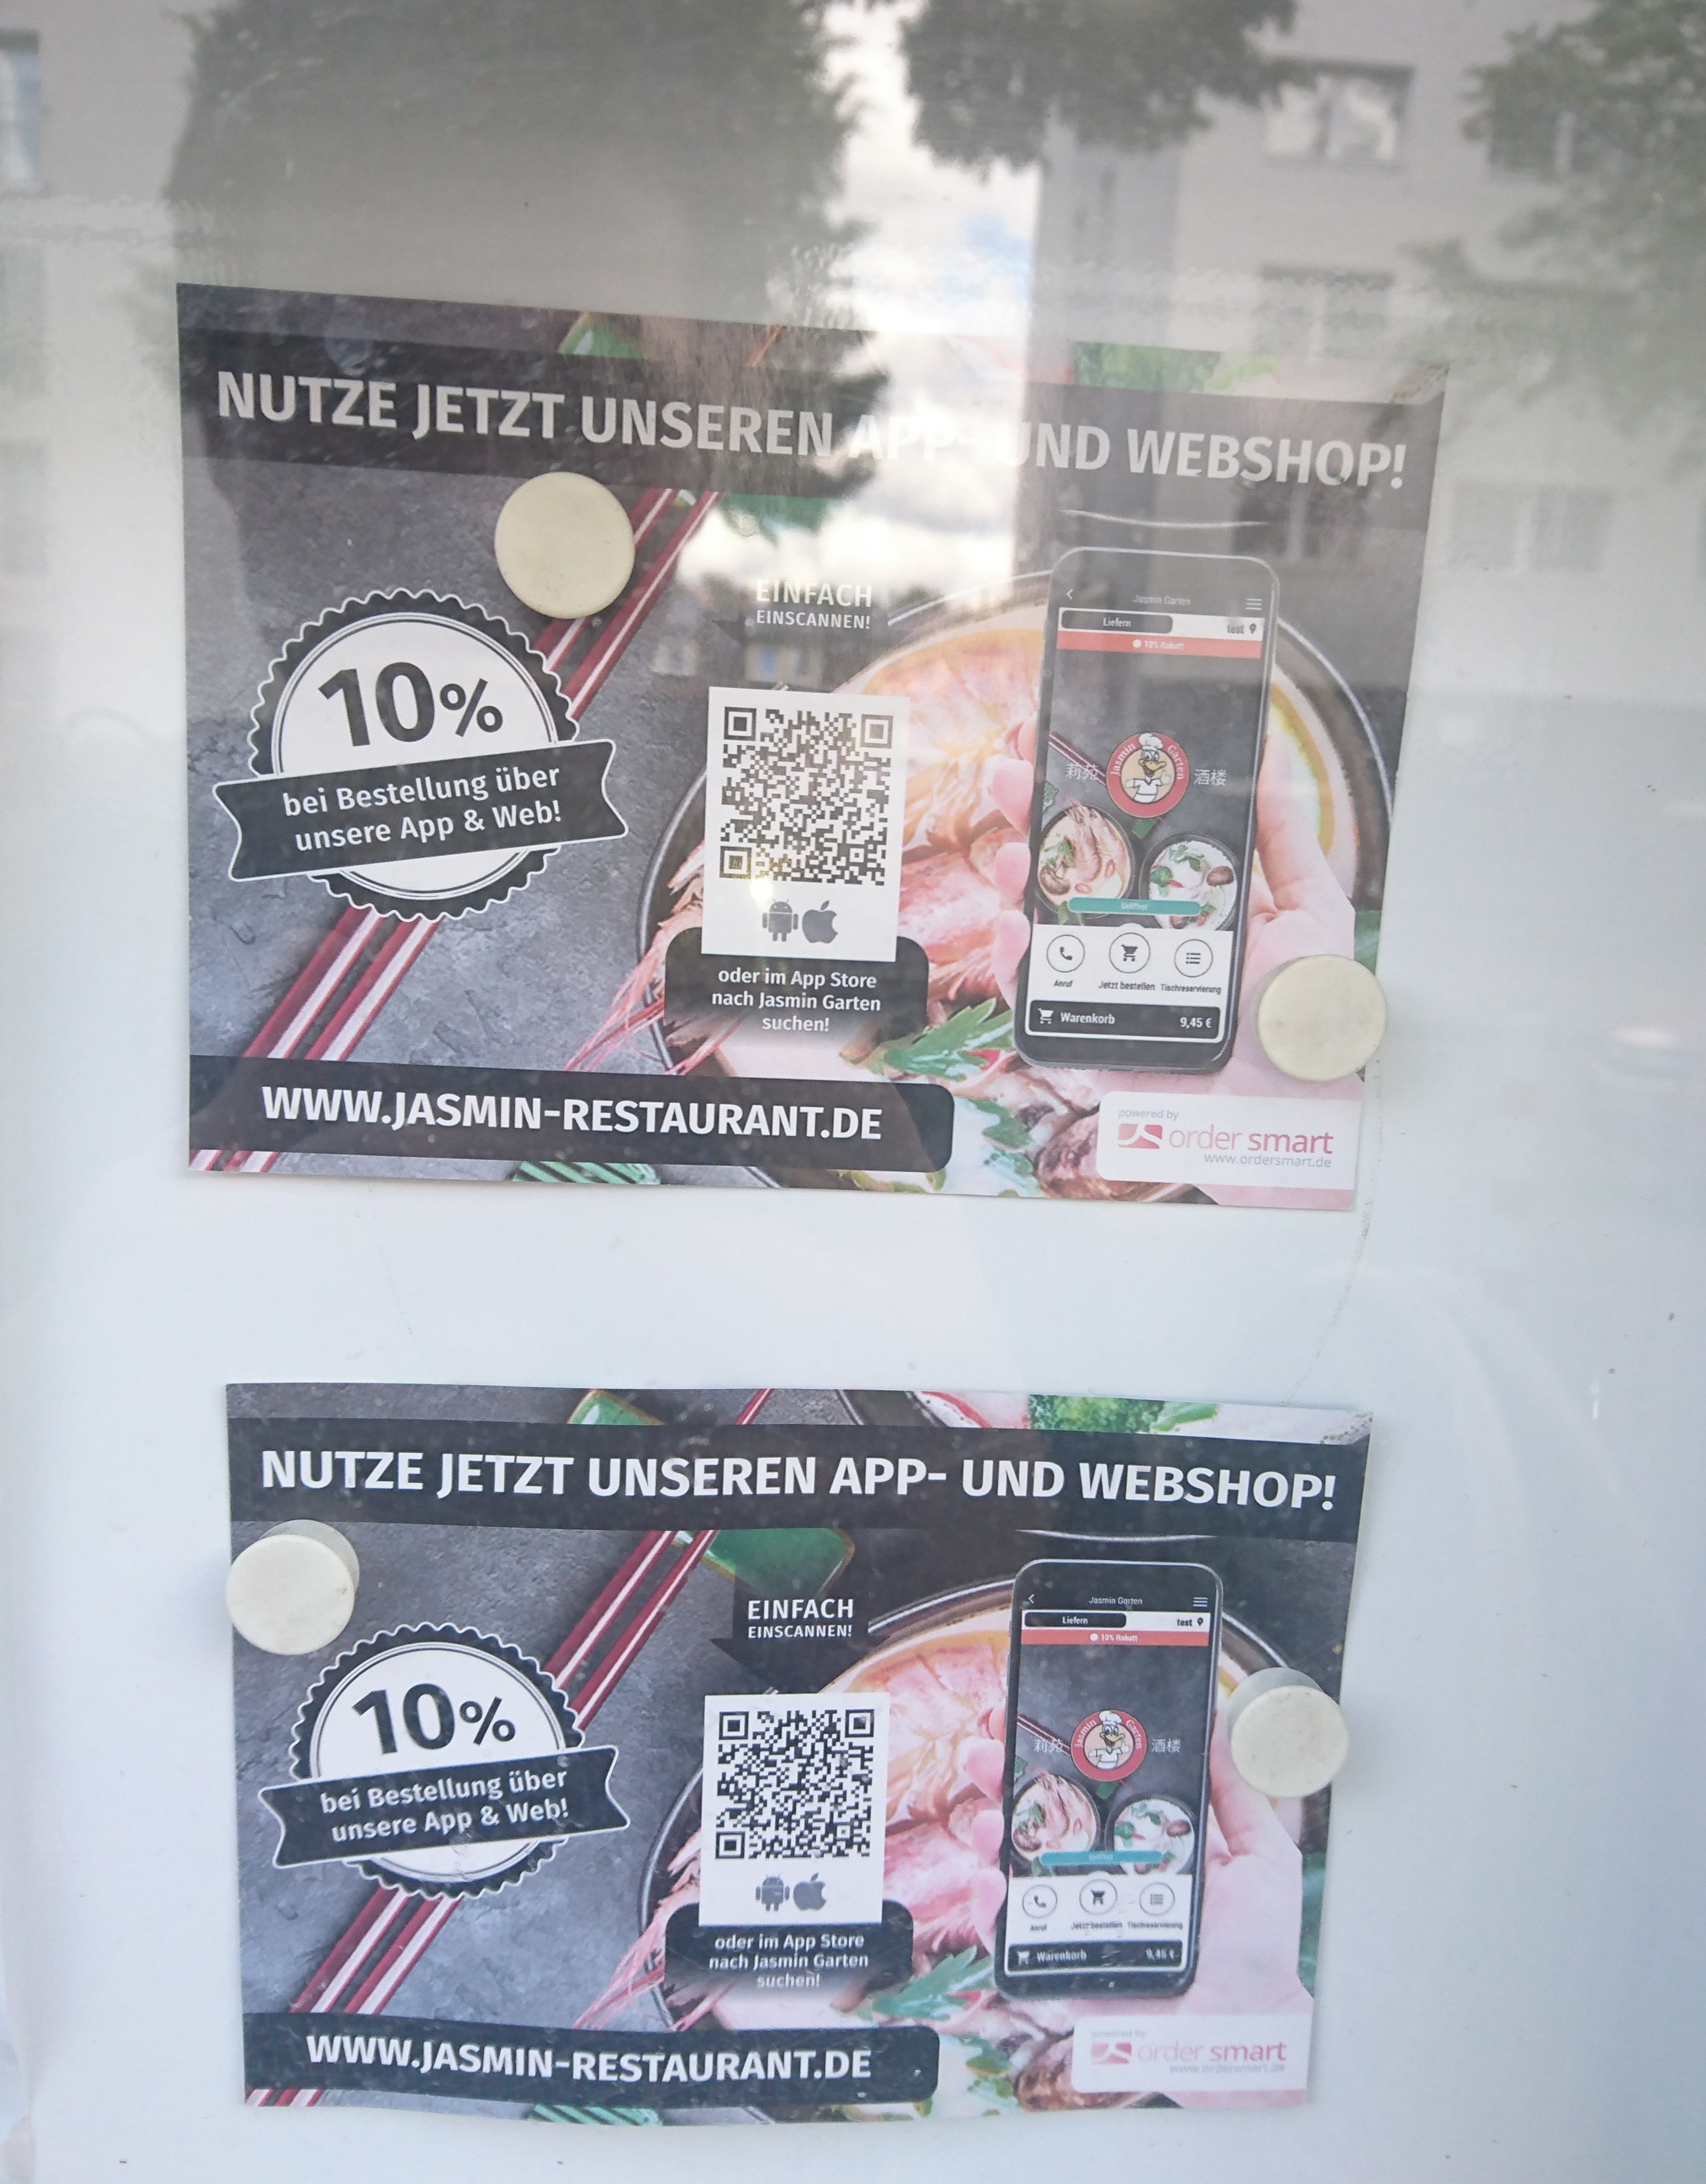 NUTZE JETZT UNSEREN APP- UND WEBSHOP!
10%
bei Bestellung über
unsere App & Web!
EINFACH
EINSCANNEN!
oder im App Store
nach Jasmin Garten
suchen!
Jasmin Garten
Liefern
test
10% Rabatt
莉苑 Jasmin Garten 酒楼
Geöffnet
Anruf Jetzt bestellen Tischreservierung
Warenkorb 9,45 €
WWW.JASMIN-RESTAURANT.DE
powered by
order smart
www.ordersmart.de
NUTZE JETZT UNSEREN APP- UND WEBSHOP!
10%
bei Bestellung über
unsere App & Web!
EINFACH
EINSCANNEN!
oder im App Store
nach Jasmin Garten
suchen!
Jasmin Garten
Liefern
test
10% Rabatt
莉苑 Jasmin Garten 酒楼
Anruf Jetzt bestellen Tischreservierung
Warenkorb 9,45 €
WWW.JASMIN-RESTAURANT.DE
powered by
order smart
www.ordersmart.de